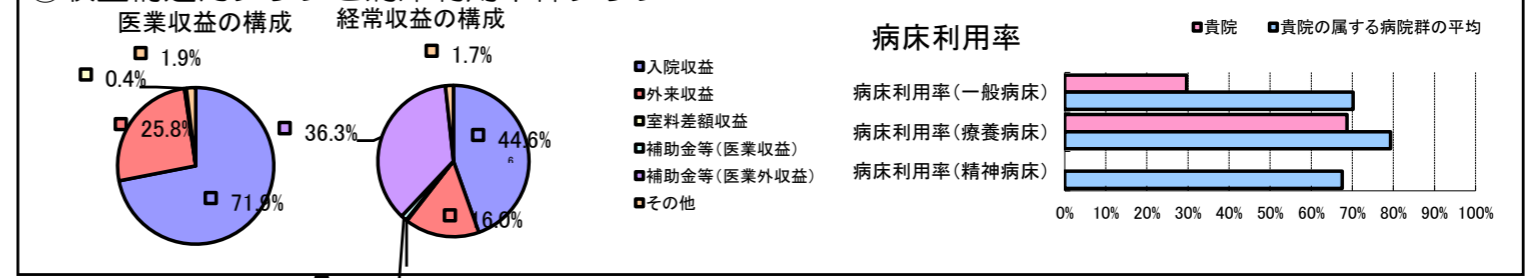 医業収益の構成
経常収益の構成
1.9%
0.4%
25.8%
71.9%
1.7%
36.3%
44.6%
6
16.0%
入院収益
外来収益
室料差額収益
補助金等(医業収益)
補助金等(医業外収益)
その他
病床利用率
貴院 貴院の属する病院群の平均
病床利用率(一般病床)
病床利用率(療養病床)
病床利用率(精神病床)
0% 10% 20% 30% 40% 50% 60% 70% 80% 90% 100%